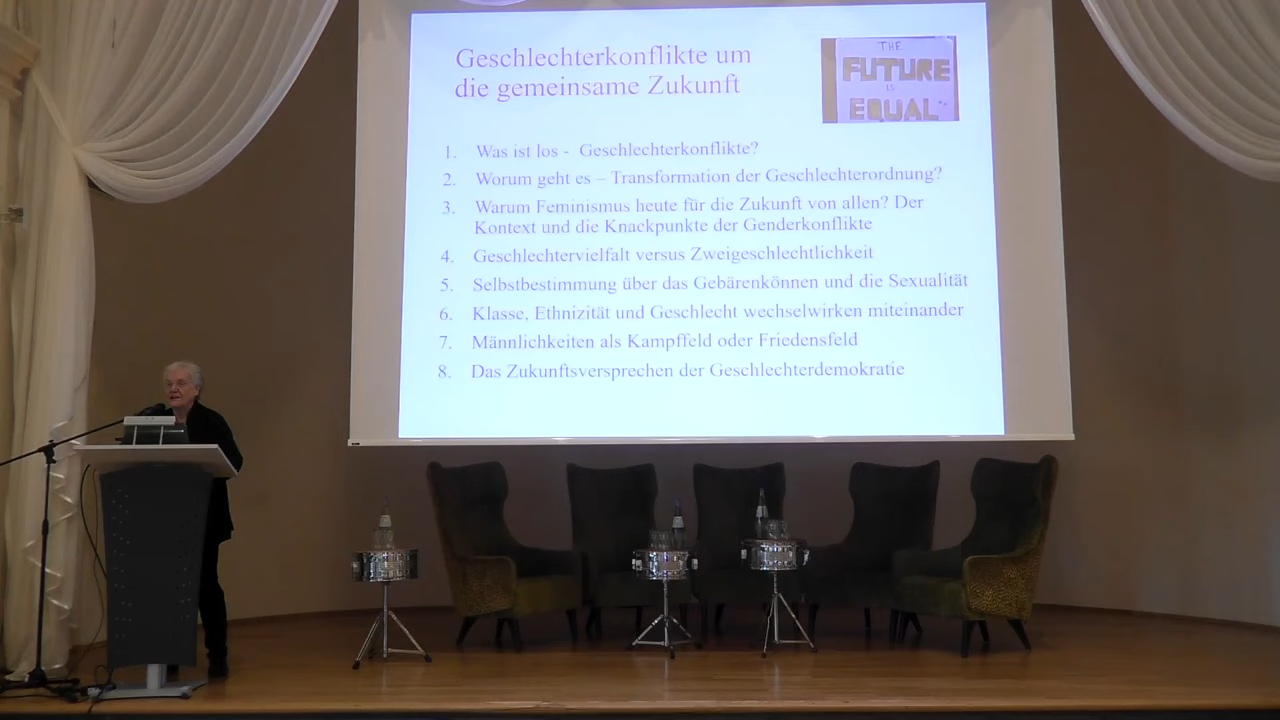 Geschlechterkonflikte um
die gemeinsame Zukunft
THE
FUTURE
IS
EQUAL
1. Was ist los - Geschlechterkonflikte?
2. Worum geht es – Transformation der Geschlechterordnung?
3. Warum Feminismus heute für die Zukunft von allen? Der
Kontext und die Knackpunkte der Genderkonflikte
4. Geschlechtervielfalt versus Zweigeschlechtlichkeit
5. Selbstbestimmung über das Gebärenkönnen und die Sexualität
6. Klasse, Ethnizität und Geschlecht wechselwirken miteinander
7. Männlichkeiten als Kampffeld oder Friedensfeld
8. Das Zukunftsversprechen der Geschlechterdemokratie